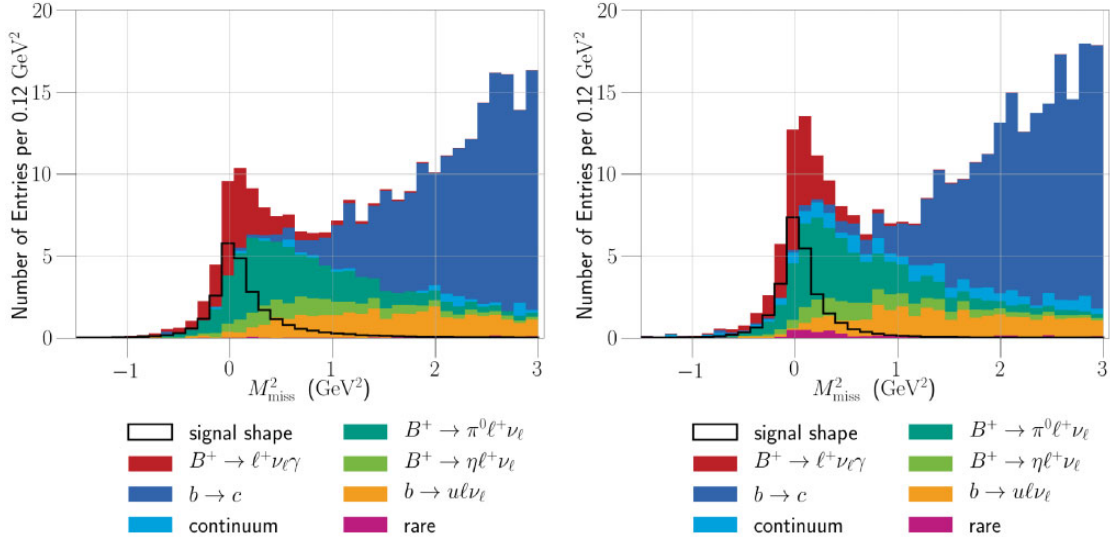 20
15
10
5
0
Number of Entries per 0.12 GeV²
−1
0
1
2
3
M²miss (GeV²)
signal shape
B⁺ → ℓ⁺νℓγ
b → c
continuum
B⁺ → π⁰ℓ⁺νℓ
B⁺ → ηℓ⁺νℓ
b → uℓνℓ
rare
20
15
10
5
0
Number of Entries per 0.12 GeV²
−1
0
1
2
3
M²miss (GeV²)
signal shape
B⁺ → ℓ⁺νℓγ
b → c
continuum
B⁺ → π⁰ℓ⁺νℓ
B⁺ → ηℓ⁺νℓ
b → uℓνℓ
rare